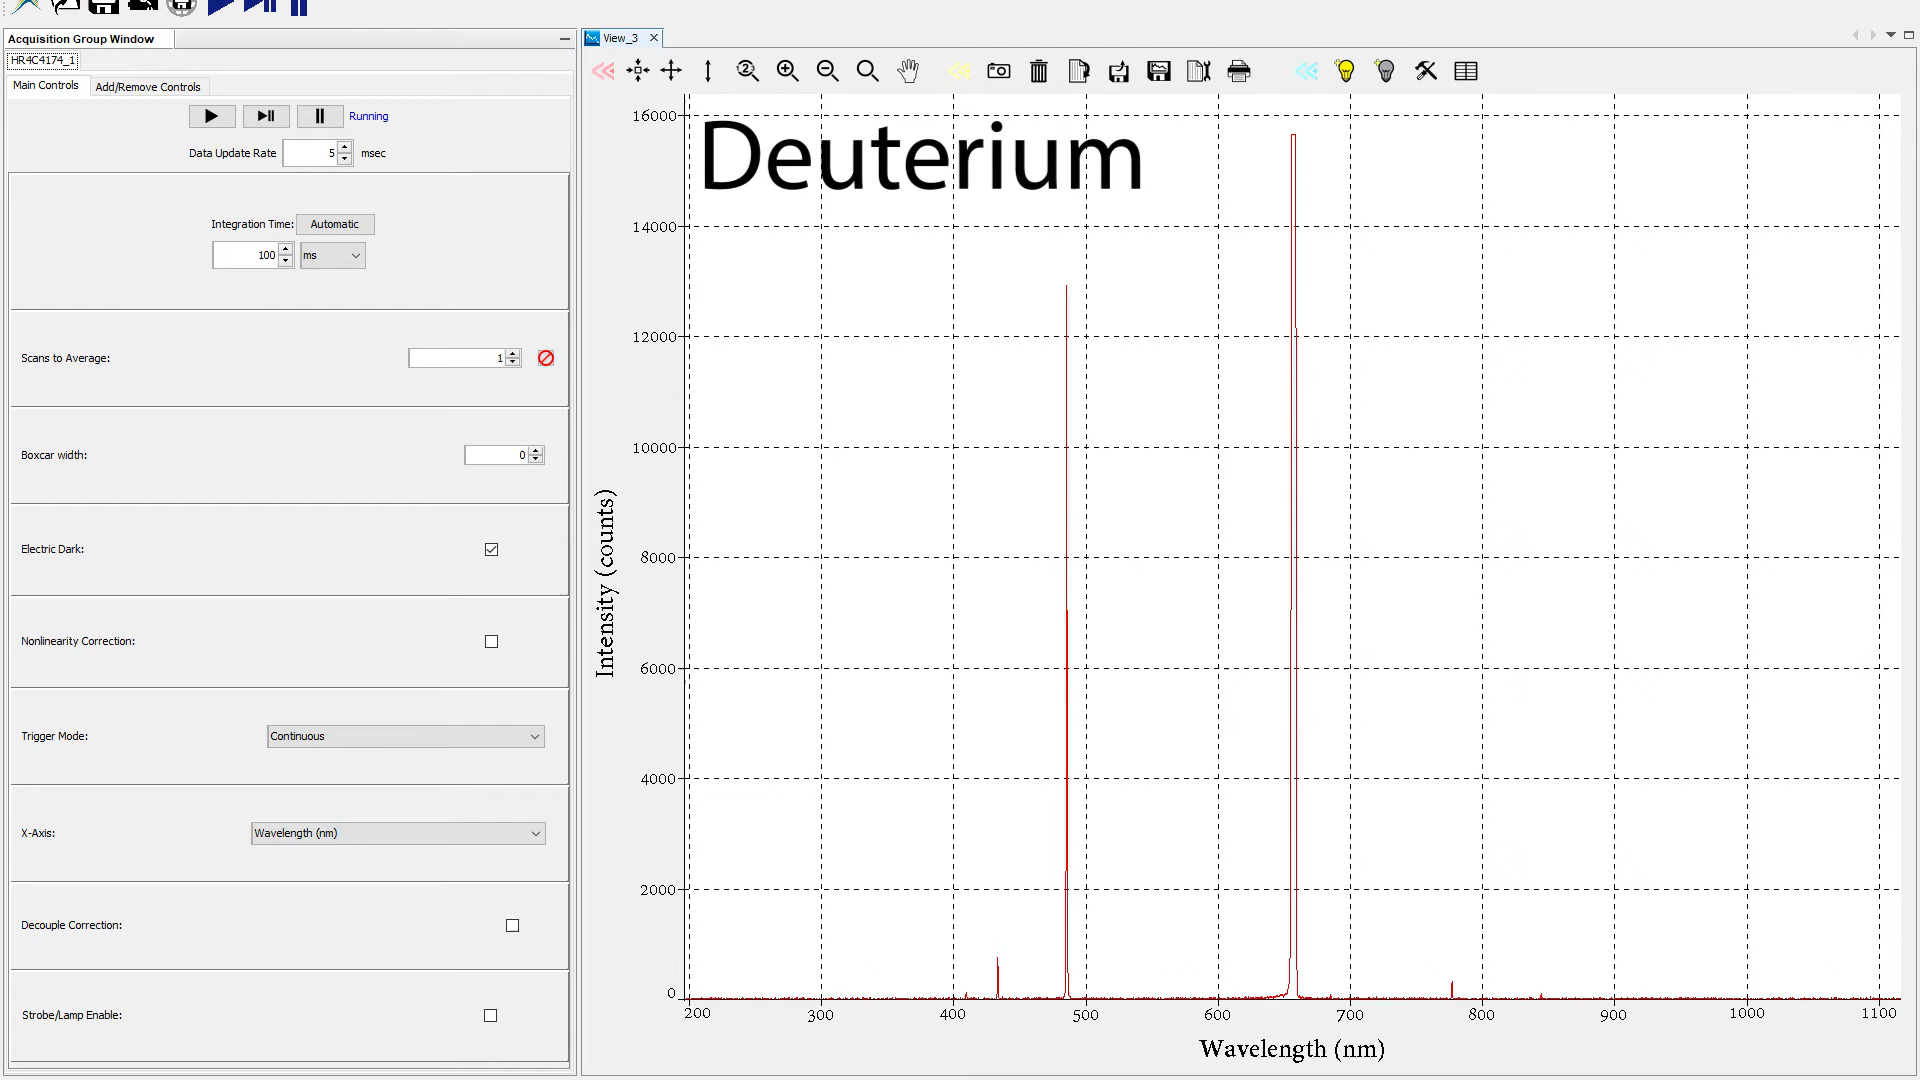 Acquisition Group Window
View_3
HR4C4174_1
Main Controls
Add/Remove Controls
Running
Data Update Rate 5 msec
Integration Time: Automatic
100 ms
Scans to Average: 1
Boxcar width: 0
Electric Dark:
Nonlinearity Correction:
Trigger Mode: Continuous
X-Axis: Wavelength (nm)
Decouple Correction:
Strobe/Lamp Enable:
Deuterium
Intensity (counts)
16000
14000
12000
10000
8000
6000
4000
2000
0
200 300 400 500 600 700 800 900 1000 1100
Wavelength (nm)